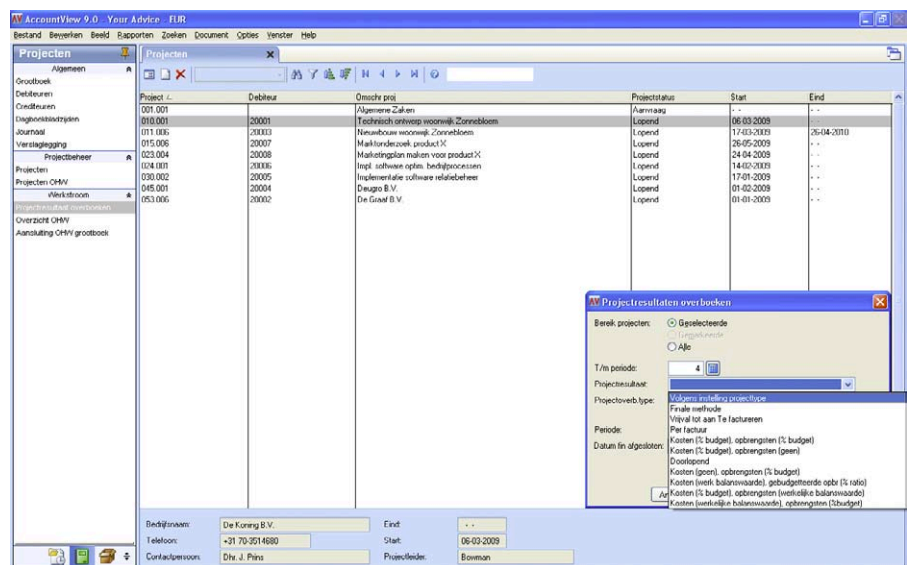 AccountView 9.0 - Your Advice - EUR
Bestand Bewerken Beeld Rapporten Zoeken Document Opties Venster Help
Projecten
Algemeen
Grootboek
Debiteuren
Crediteuren
Dagboekbladzijden
Journaal
Verslaglegging
Projectbeheer
Projecten
Projecten OHW
Werkstroom
Projectresultaat overboeken
Overzicht OHW
Aansluiting OHW grootboek
Projecten
Project Debiteur Omschr proj Projectstatus Start Eind
001.001 Algemene Zaken Aanvraag - -
010.001 20001 Technisch ontwerp woonwijk Zonnebloem Lopend 06-03-2009 - -
011.006 20003 Nieuwbouw woonwijk Zonnebloem Lopend 17-03-2009 26-04-2010
015.006 20007 Marktonderzoek product X Lopend 26-05-2009 - -
023.004 20008 Marketingplan maken voor product X Lopend 24-04-2009 - -
024.001 20006 Impl. software optm. bedrijfprocessen Lopend 14-02-2009 - -
030.002 20005 Implementatie software relatiebeheer Lopend 17-01-2009 - -
045.001 20004 Deugro B.V. Lopend 01-02-2009 - -
053.006 20002 De Graaf B.V. Lopend 01-01-2009 - -
Projectresultaten overboeken
Bereik projecten: Geselecteerde
Alle
T/m periode: 4
Projectresultaat:
Projectoverb.type:
Periode:
Datum fin afgesloten:
Volgens instelling projecttype
Finale methode
Vrijval tot aan Te factureren
Per factuur
Kosten (% budget), opbrengsten (% budget)
Kosten (% budget), opbrengsten (geen)
Doorlopend
Kosten (geen), opbrengsten (% budget)
Kosten (werk balanswaarde), gebudgetteerde opbr (% ratio)
Kosten (% budget), opbrengsten (werkelijke balanswaarde)
Kosten (werkelijke balanswaarde), opbrengsten (%budget)
Bedrijfsnaam: De Koning B.V. Eind: - -
Telefoon: +31 70-3514680 Start: 06-03-2009
Contactpersoon: Dhr. J. Prins Projectleider: Bowman